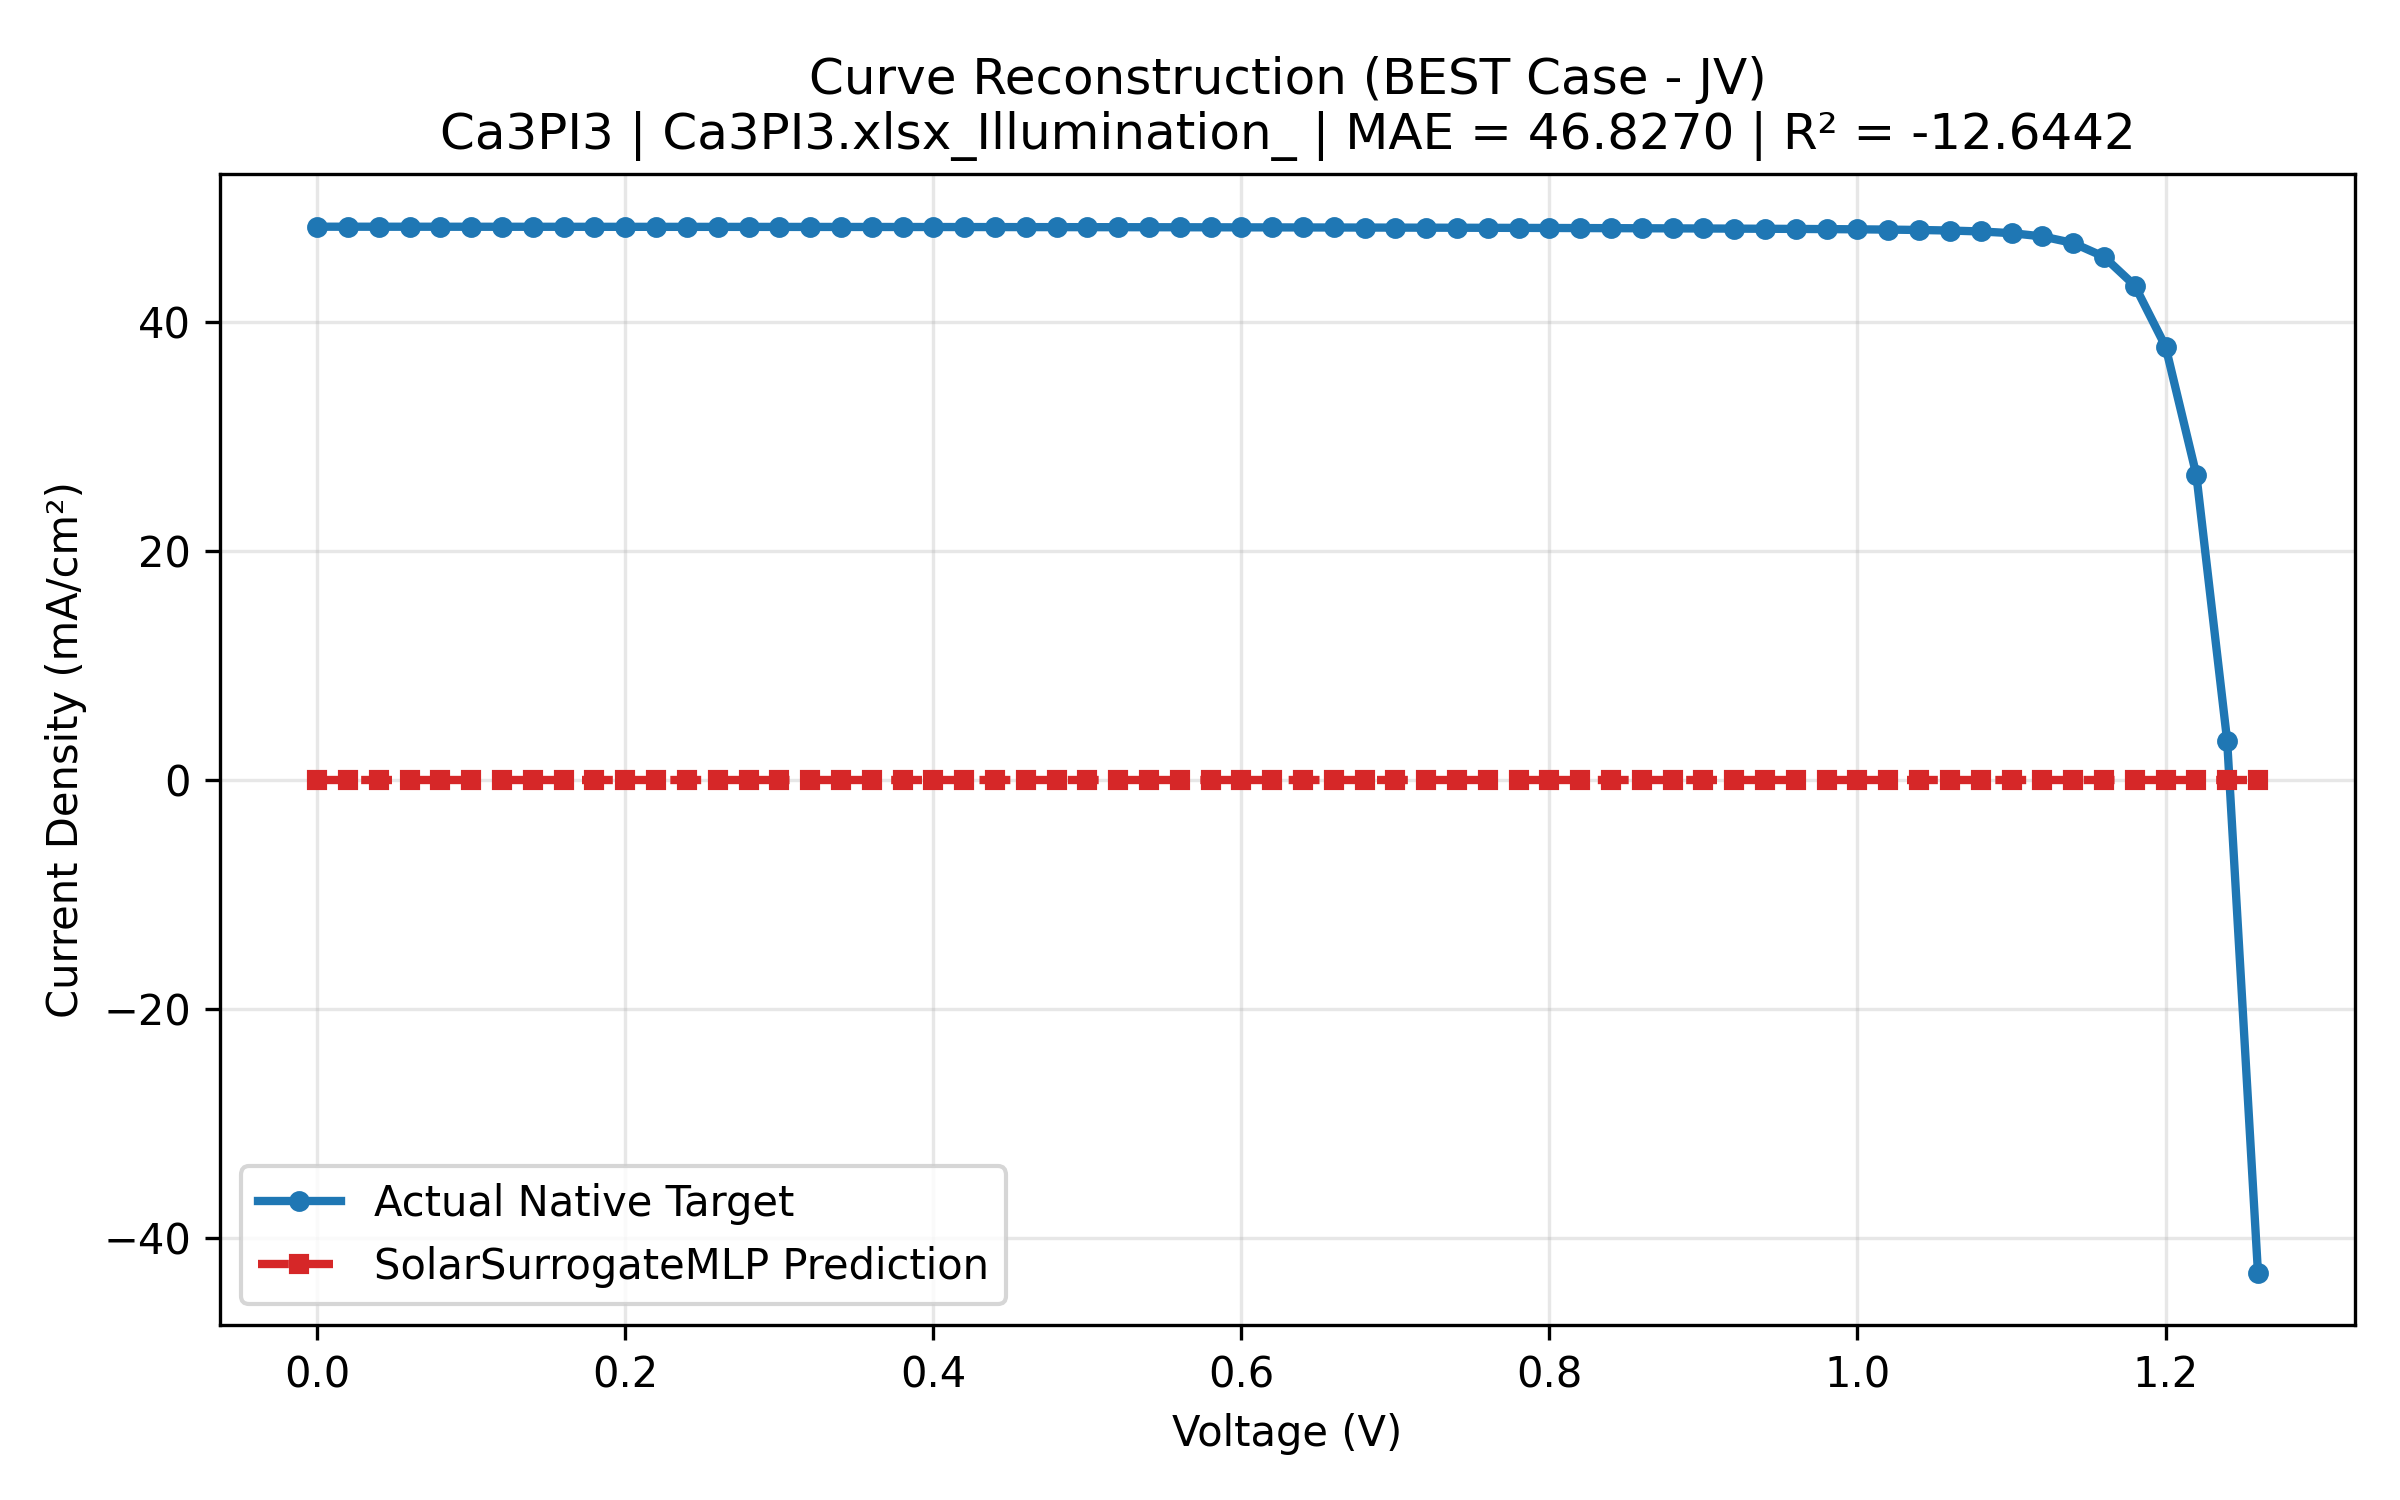 Curve Reconstruction (BEST Case - JV)
Ca3PI3 | Ca3PI3.xlsx_Illumination_ | MAE = 46.8270 | R² = -12.6442
Current Density (mA/cm²)
40
20
0
−20
−40
Actual Native Target
SolarSurrogateMLP Prediction
0.0 0.2 0.4 0.6 0.8 1.0 1.2
Voltage (V)